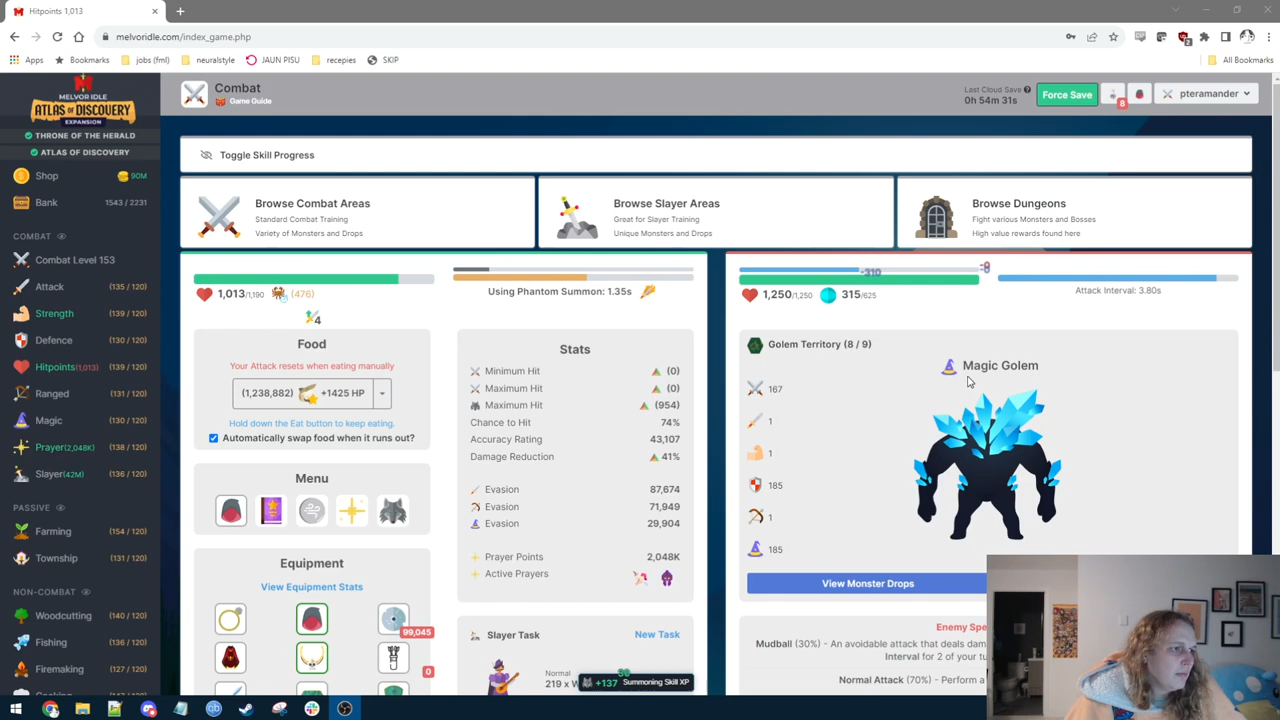 Hitpoints 1,013
melvoridle.com/index_game.php
Apps
Bookmarks
jobs (fml)
neuralstyle
JAUN PISU
recepies
SKIP
All Bookmarks
MELVOR IDLE
ATLAS OF DISCOVERY
EXPANSION
THRONE OF THE HERALD
ATLAS OF DISCOVERY
Shop
90M
Bank
1543 / 2231
COMBAT
Combat Level 153
Attack
(135 / 120)
Strength
(139 / 120)
Defence
(130 / 120)
Hitpoints(1,013)
(139 / 120)
Ranged
(131 / 120)
Magic
(130 / 120)
Prayer(2,048K)
(138 / 120)
Slayer(42M)
(136 / 120)
PASSIVE
Farming
(154 / 120)
Township
(131 / 120)
NON-COMBAT
Woodcutting
(140 / 120)
Fishing
(136 / 120)
Firemaking
(127 / 120)
Combat
Game Guide
Last Cloud Save
0h 54m 31s
Force Save
8
2
pteramander
Toggle Skill Progress
Browse Combat Areas
Standard Combat Training
Variety of Monsters and Drops
Browse Slayer Areas
Great for Slayer Training
Unique Monsters and Drops
Browse Dungeons
Fight various Monsters and Bosses
High value rewards found here
1,013/1,190
(476)
4
Food
Your Attack resets when eating manually
(1,238,882)
+1425 HP
Hold down the Eat button to keep eating.
Automatically swap food when it runs out?
Menu
Equipment
View Equipment Stats
99,045
0
Using Phantom Summon: 1.35s
Stats
Minimum Hit
(0)
Maximum Hit
(0)
Maximum Hit
(954)
Chance to Hit
74%
Accuracy Rating
43,107
Damage Reduction
41%
Evasion
87,674
Evasion
71,949
Evasion
29,904
Prayer Points
2,048K
Active Prayers
Slayer Task
New Task
Normal
219 x W
+137 Summoning Skill XP
-310
1,250/1,250
315/625
Attack Interval: 3.80s
Golem Territory (8 / 9)
Magic Golem
167
1
1
185
1
185
View Monster Drops
Enemy Spe
Mudball (30%) - An avoidable attack that deals dam
Interval for 2 of your tu
Normal Attack (70%) - Perform a